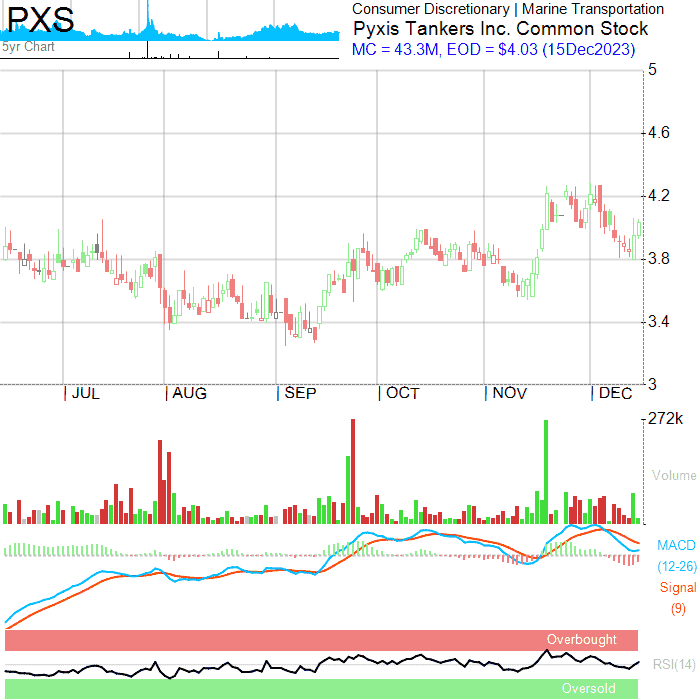 PXS
5yr Chart
Consumer Discretionary | Marine Transportation
Pyxis Tankers Inc. Common Stock
MC = 43.3M, EOD = $4.03 (15Dec2023)
5
4.6
4.2
3.8
3.4
3
JUL AUG SEP OCT NOV DEC
272k
Volume
MACD
(12-26)
Signal
(9)
Overbought
RSI(14)
Oversold